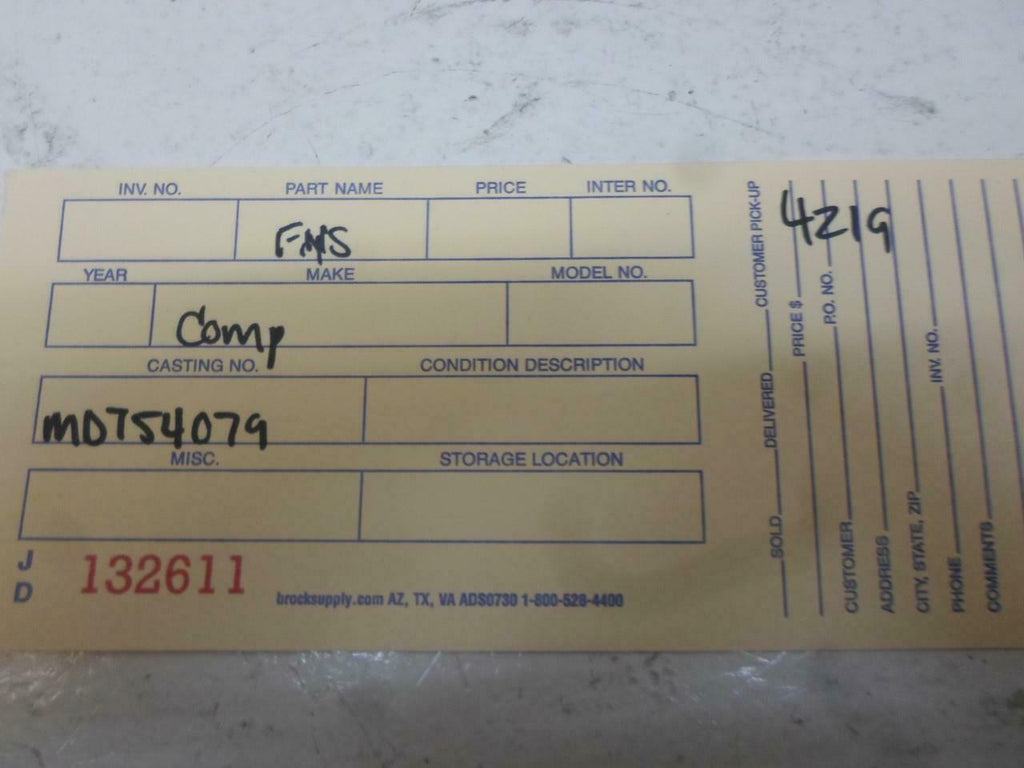 INV. NO. PART NAME PRICE INTER NO.
FMS
YEAR MAKE MODEL NO.
Comp
CASTING NO. CONDITION DESCRIPTION
MDT54079
MISC. STORAGE LOCATION
J D 132611
brocksupply.com AZ, TX, VA ADS0730 1-800-528-4400
4219
SOLD DELIVERED CUSTOMER PICK-UP
PRICE $
CUSTOMER P.O. NO.
ADDRESS
CITY, STATE, ZIP
PHONE INV. NO.
COMMENTS